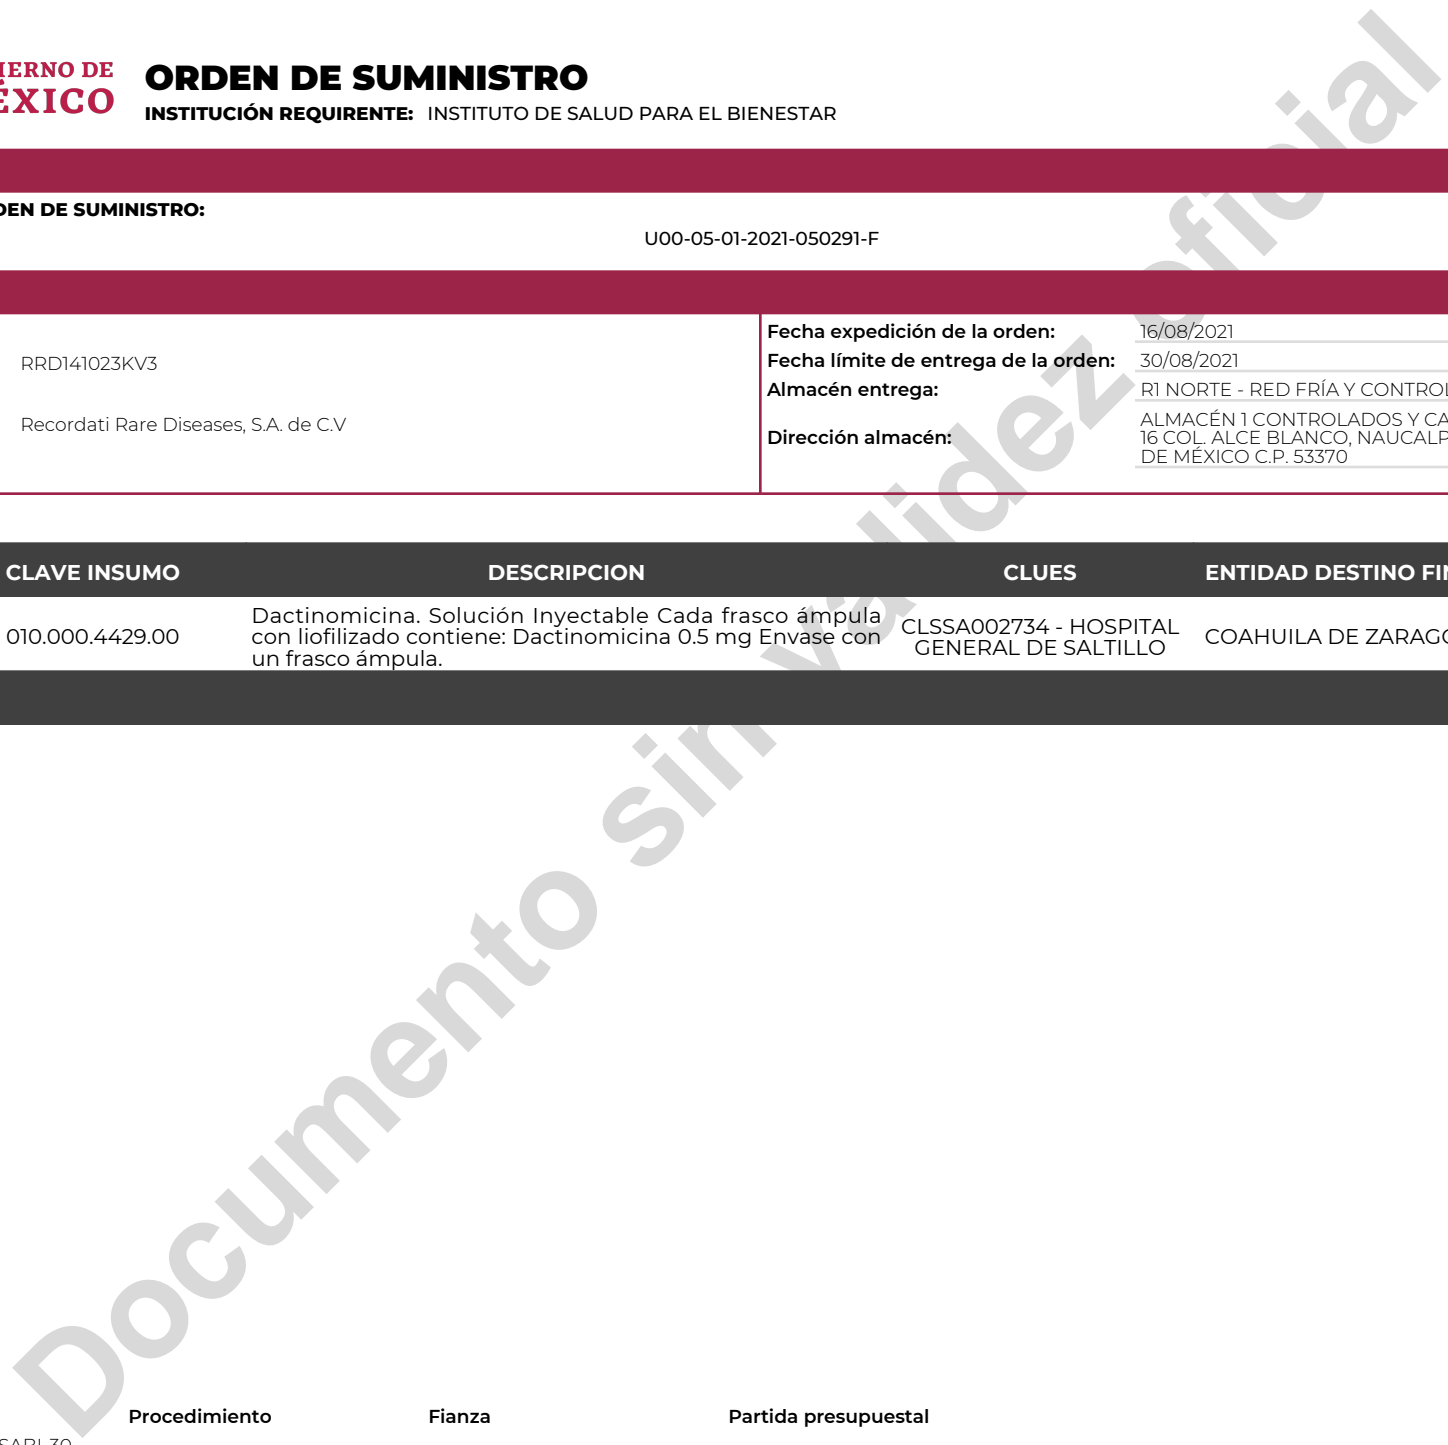 IERNO DE
ÉXICO
ORDEN DE SUMINISTRO
INSTITUCIÓN REQUIRENTE: INSTITUTO DE SALUD PARA EL BIENESTAR
DEN DE SUMINISTRO:
U00-05-01-2021-050291-F
RRD141023KV3
Recordati Rare Diseases, S.A. de C.V
Fecha expedición de la orden: 16/08/2021
Fecha límite de entrega de la orden: 30/08/2021
Almacén entrega: R1 NORTE - RED FRÍA Y CONTROL
Dirección almacén: ALMACÉN 1 CONTROLADOS Y CA
16 COL. ALCE BLANCO, NAUCALP
DE MÉXICO C.P. 53370
CLAVE INSUMO DESCRIPCION CLUES ENTIDAD DESTINO FIN
010.000.4429.00
Dactinomicina. Solución Inyectable Cada frasco ámpula
con liofilizado contiene: Dactinomicina 0.5 mg Envase con
un frasco ámpula.
CLSSA002734 - HOSPITAL
GENERAL DE SALTILLO
COAHUILA DE ZARAGO
Documento sin validez oficial
Procedimiento Fianza Partida presupuestal
SABI-30